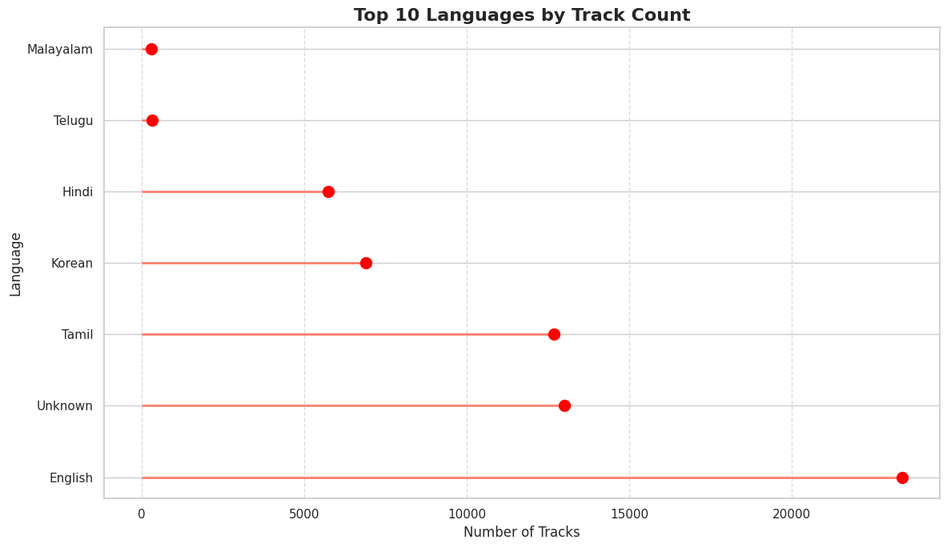 Top 10 Languages by Track Count
Malayalam
Telugu
Hindi
Korean
Tamil
Unknown
English
Language
0 5000 10000 15000 20000
Number of Tracks